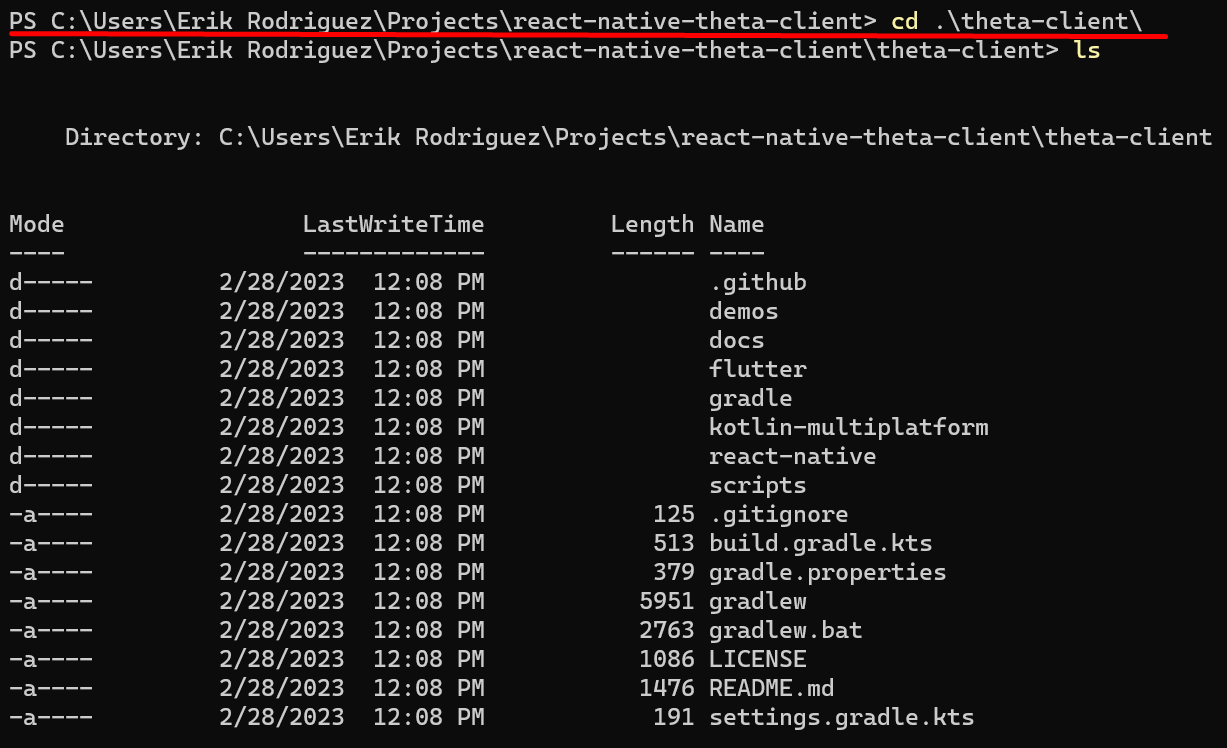 PS C:\Users\Erik Rodriguez\Projects\react-native-theta-client> cd .\theta-client\
PS C:\Users\Erik Rodriguez\Projects\react-native-theta-client\theta-client> ls
Directory: C:\Users\Erik Rodriguez\Projects\react-native-theta-client\theta-client
Mode                 LastWriteTime         Length Name
----                 -------------         ------ ----
d-----         2/28/2023  12:08 PM                .github
d-----         2/28/2023  12:08 PM                demos
d-----         2/28/2023  12:08 PM                docs
d-----         2/28/2023  12:08 PM                flutter
d-----         2/28/2023  12:08 PM                gradle
d-----         2/28/2023  12:08 PM                kotlin-multiplatform
d-----         2/28/2023  12:08 PM                react-native
d-----         2/28/2023  12:08 PM                scripts
-a----         2/28/2023  12:08 PM            125 .gitignore
-a----         2/28/2023  12:08 PM            513 build.gradle.kts
-a----         2/28/2023  12:08 PM            379 gradle.properties
-a----         2/28/2023  12:08 PM           5951 gradlew
-a----         2/28/2023  12:08 PM           2763 gradlew.bat
-a----         2/28/2023  12:08 PM           1086 LICENSE
-a----         2/28/2023  12:08 PM           1476 README.md
-a----         2/28/2023  12:08 PM            191 settings.gradle.kts